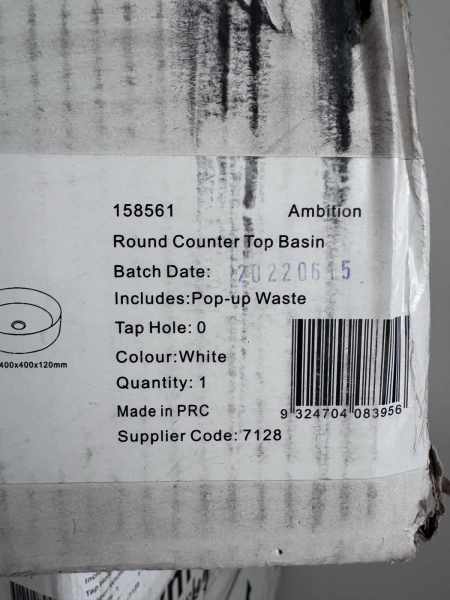 158561 Ambition
Round Counter Top Basin
Batch Date: 20220615
Includes:Pop-up Waste
Tap Hole: 0
Colour:White
400x400x120mm
Quantity: 1
Made in PRC
9 324704 083956
Supplier Code: 7128